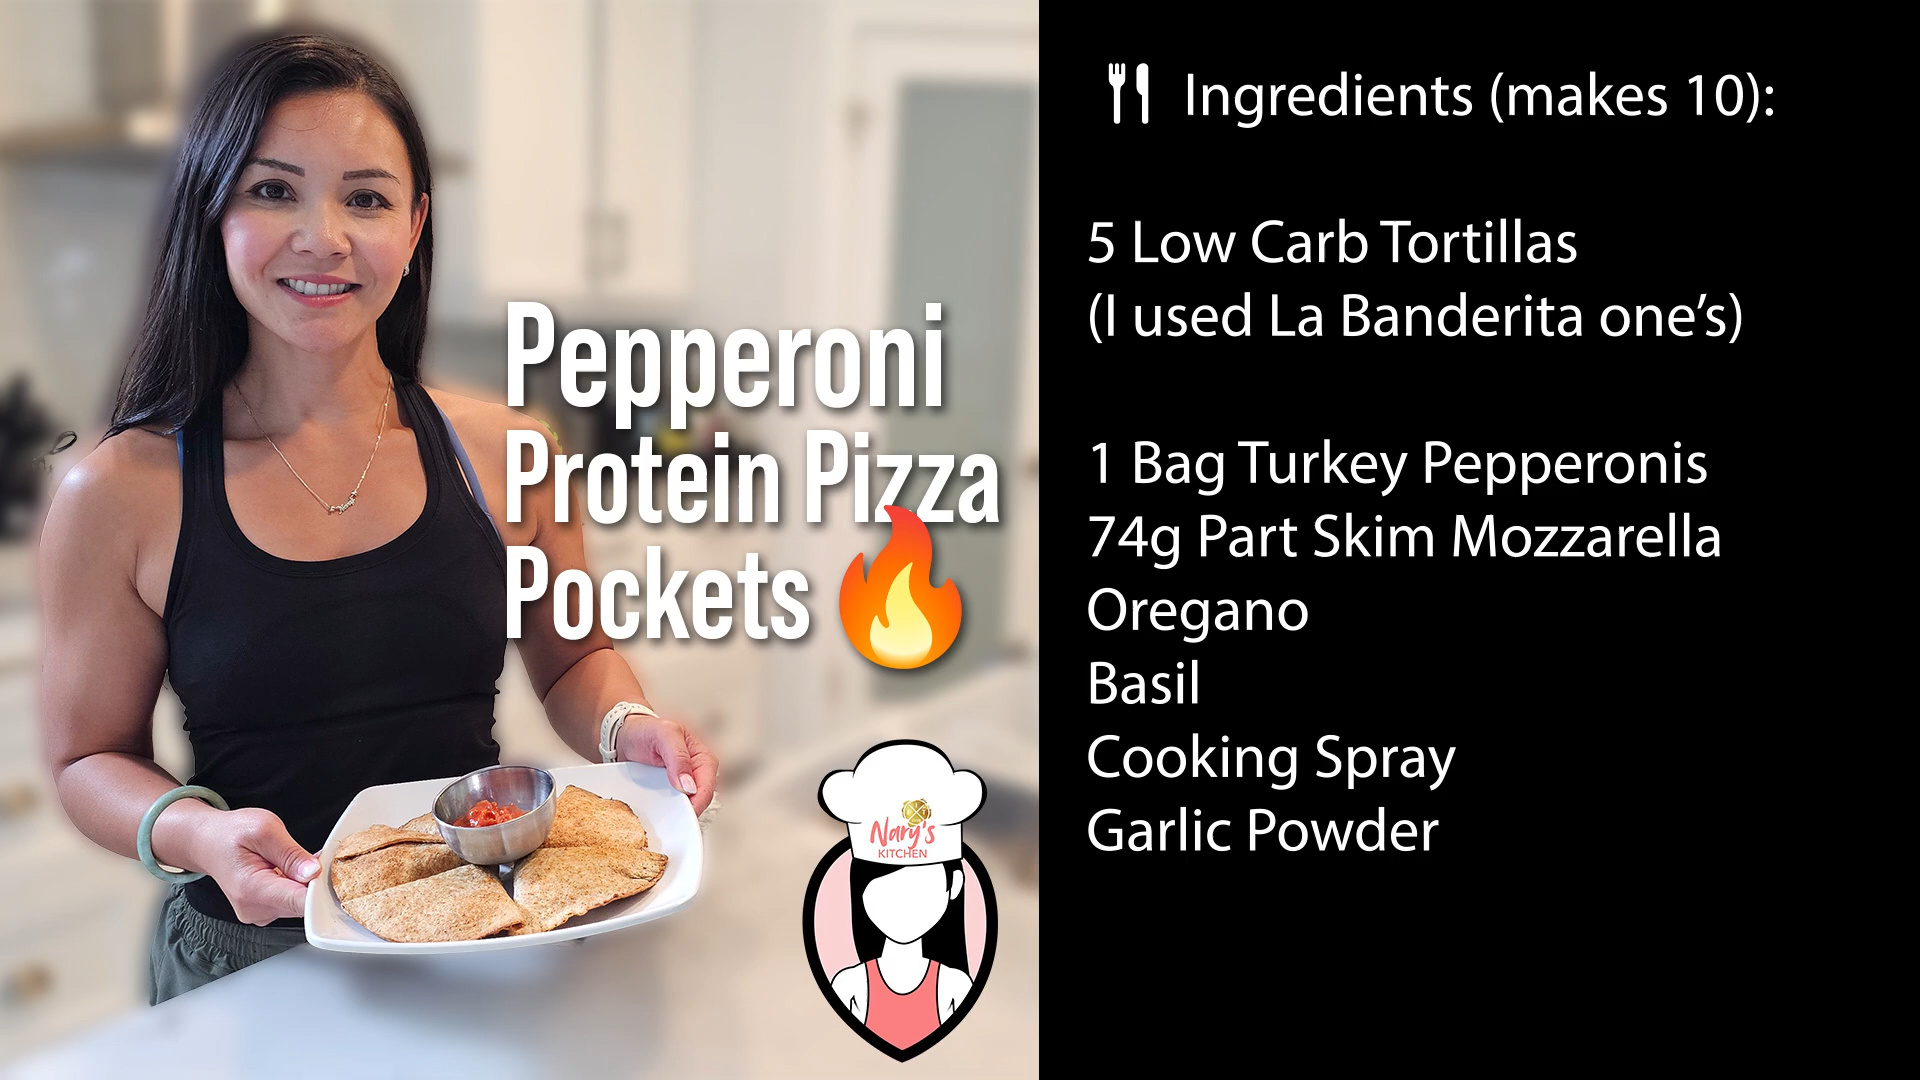 Pepperoni
Protein Pizza
Pockets
Nary's
KITCHEN
Ingredients (makes 10):
5 Low Carb Tortillas
(I used La Banderita one’s)
1 Bag Turkey Pepperonis
74g Part Skim Mozzarella
Oregano
Basil
Cooking Spray
Garlic Powder